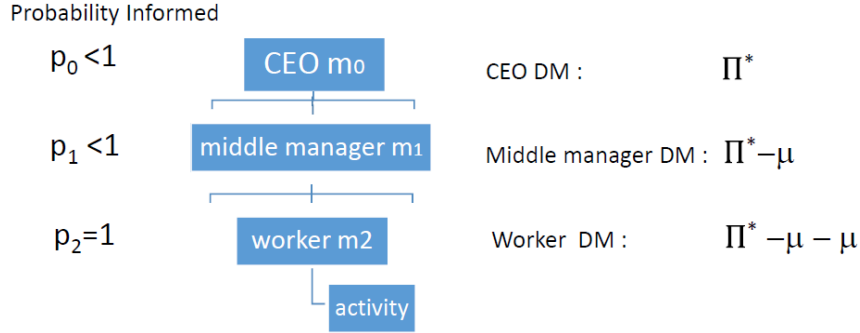 Probability Informed
p₀ <1
CEO m₀
CEO DM : Π*
p₁ <1
middle manager m₁
Middle manager DM : Π*−μ
p₂=1
worker m2
Worker DM : Π* −μ − μ
activity